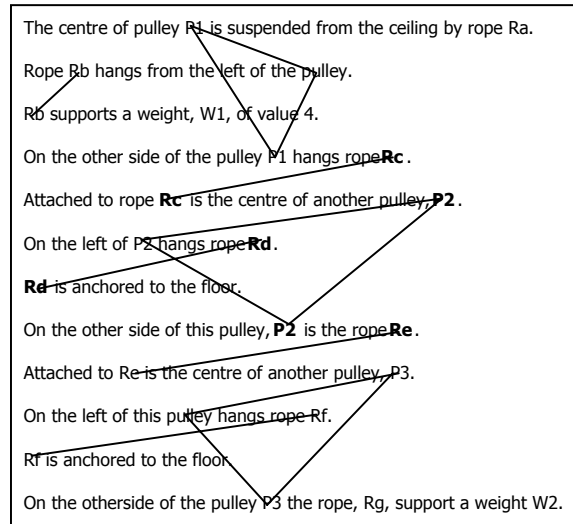 The centre of pulley P1 is suspended from the ceiling by rope Ra.
Rope Rb hangs from the left of the pulley.
Rb supports a weight, W1, of value 4.
On the other side of the pulley P1 hangs rope Rc.
Attached to rope Rc is the centre of another pulley, P2.
On the left of P2 hangs rope Rd.
Rd is anchored to the floor.
On the other side of this pulley, P2 is the rope Re.
Attached to Re is the centre of another pulley, P3.
On the left of this pulley hangs rope Rf.
Rf is anchored to the floor.
On the otherside of the pulley P3 the rope, Rg, support a weight W2.